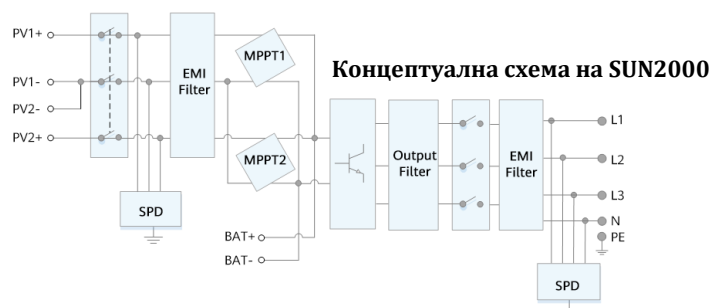 PV1+
PV1-
PV2-
PV2+
EMI
Filter
MPPT1
MPPT2
SPD
BAT+
BAT-
Концептуална схема на SUN2000
Output
Filter
EMI
Filter
L1
L2
L3
N
PE
SPD